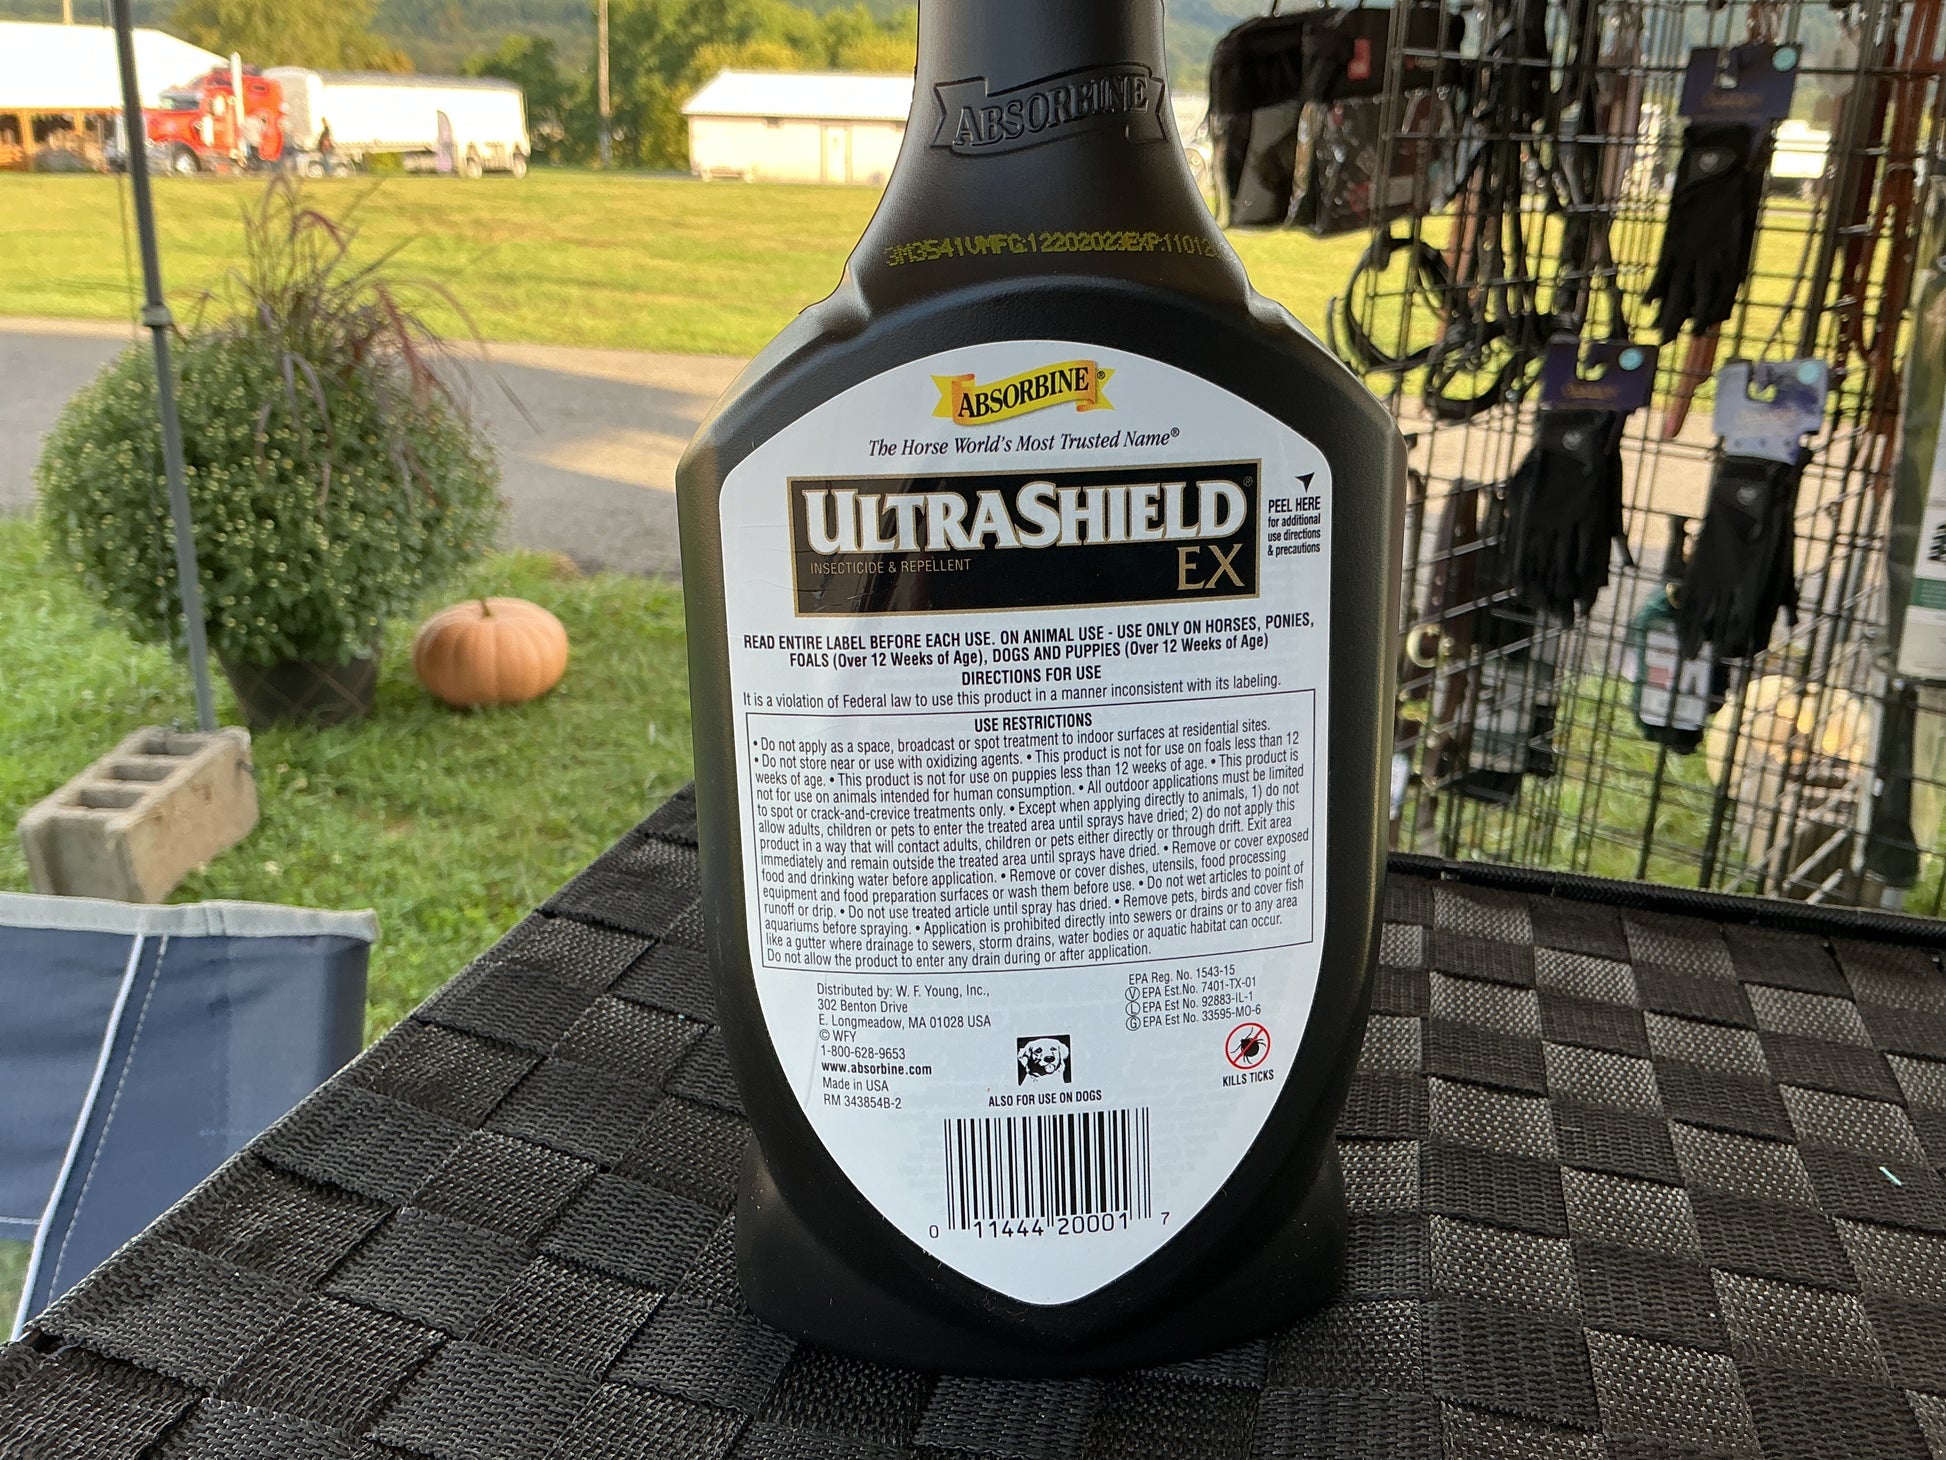 ABSORBINE
3M3541VMFG:12202023EXP:11012
ABSORBINE®
The Horse World's Most Trusted Name®
ULTRASHIELD®
EX
INSECTICIDE & REPELLENT
PEEL HERE
for additional
use directions
& precautions
READ ENTIRE LABEL BEFORE EACH USE. ON ANIMAL USE - USE ONLY ON HORSES, PONIES,
FOALS (Over 12 Weeks of Age), DOGS AND PUPPIES (Over 12 Weeks of Age)
DIRECTIONS FOR USE
It is a violation of Federal law to use this product in a manner inconsistent with its labeling.
USE RESTRICTIONS
• Do not apply as a space, broadcast or spot treatment to indoor surfaces at residential sites.
• Do not store near or use with oxidizing agents. • This product is not for use on foals less than 12
weeks of age. • This product is not for use on puppies less than 12 weeks of age. • This product is
not for use on animals intended for human consumption. • All outdoor applications must be limited
to spot or crack-and-crevice treatments only. • Except when applying directly to animals, 1) do not
allow adults, children or pets to enter the treated area until sprays have dried; 2) do not apply this
product in a way that will contact adults, children or pets either directly or through drift. Exit area
immediately and remain outside the treated area until sprays have dried. • Remove or cover exposed
food and drinking water before application. • Remove or cover dishes, utensils, food processing
equipment and food preparation surfaces or wash them before use. • Do not wet articles to point of
runoff or drip. • Do not use treated article until spray has dried. • Remove pets, birds and cover fish
aquariums before spraying. • Application is prohibited directly into sewers or drains or to any area
like a gutter where drainage to sewers, storm drains, water bodies or aquatic habitat can occur.
Do not allow the product to enter any drain during or after application.
Distributed by: W. F. Young, Inc.,
302 Benton Drive
E. Longmeadow, MA 01028 USA
© WFY
1-800-628-9653
www.absorbine.com
Made in USA
RM 343854B-2
EPA Reg. No. 1543-15
Ⓥ EPA Est.No. 7401-TX-01
Ⓛ EPA Est No. 92883-IL-1
Ⓖ EPA Est No. 33595-MO-6
ALSO FOR USE ON DOGS
KILLS TICKS
0 11444 20001 7